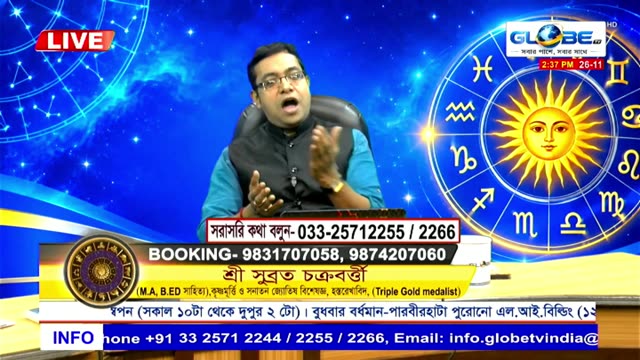 LIVE
GLOBE TV
HD
সবার পাশে, সবার সাথে
2:37 PM 26-11
সরাসরি কথা বলুন- 033-25712255 / 2266
BOOKING- 9831707058, 9874207060
শ্রী সুব্রত চক্রবর্ত্তী
(M.A, B.ED সাহিত্য),কৃষ্ণমূর্ত্তি ও সনাতন জ্যোতিষ বিশেষজ্ঞ, হস্তরেখাবিদ, (Triple Gold medalist)
স্বপন (সকাল ১০টা থেকে দুপুর ২ টো)। বুধবার বর্ধমান-পারবীরহাটা পুরোনো এল.আই.বিল্ডিং (১২
INFO phone +91 33 2571 2244 / 2255 / 2266, Email: info.globetvindia@